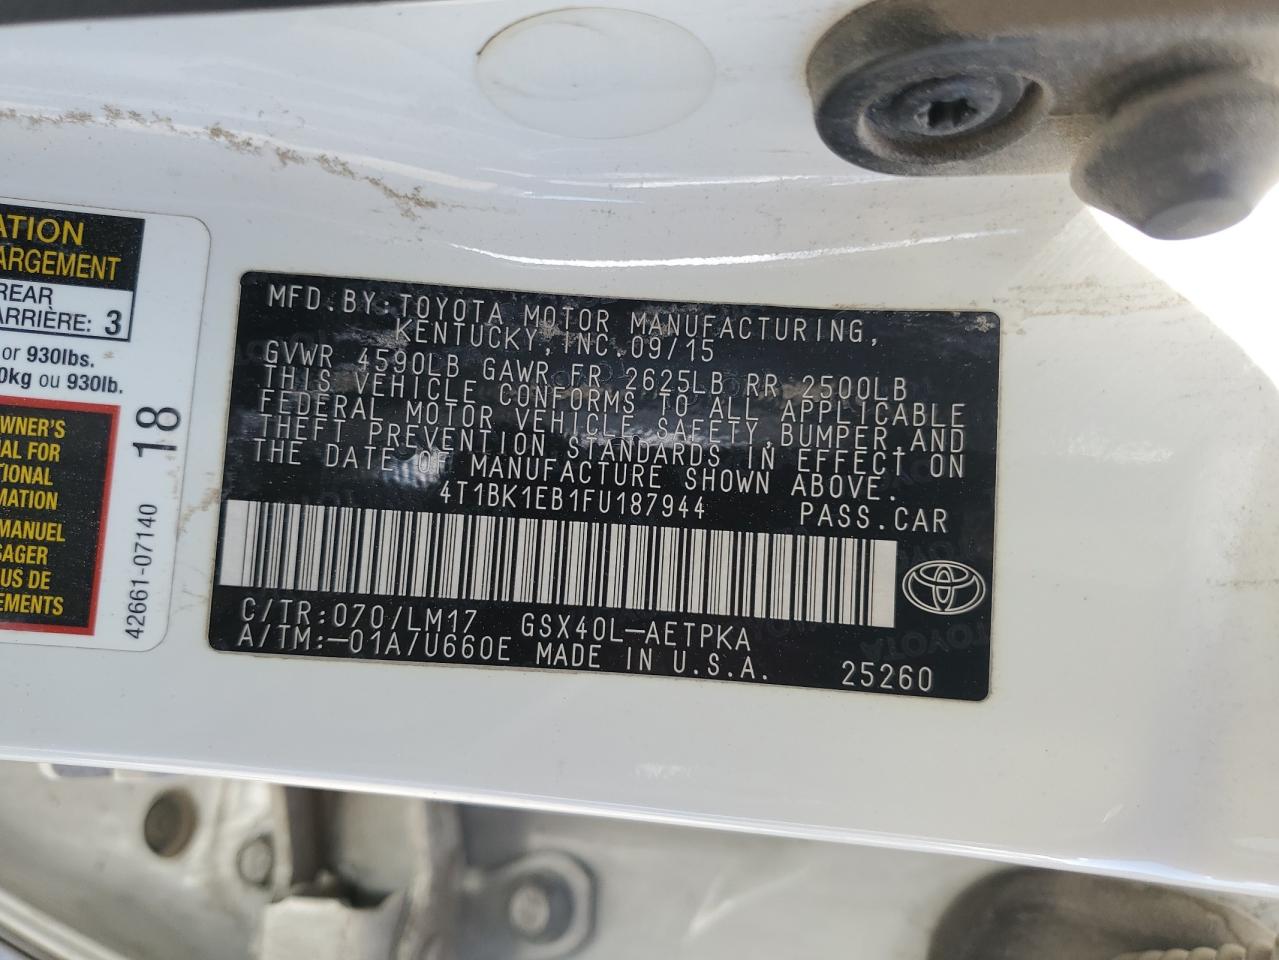 ATION
ARGEMENT
REAR
ARRIÈRE: 3
or 930lbs.
0kg ou 930lb.
WNER'S
AL FOR
TIONAL
RMATION
MANUEL
SAGER
US DE
EMENTS
42661-07140 18
MFD.BY:TOYOTA MOTOR MANUFACTURING,
KENTUCKY,INC.09/15
GVWR 4590LB GAWR FR 2625LB RR 2500LB
THIS VEHICLE CONFORMS TO ALL APPLICABLE
FEDERAL MOTOR VEHICLE SAFETY,BUMPER,AND
THEFT PREVENTION STANDARDS IN EFFECT ON
THE DATE OF MANUFACTURE SHOWN ABOVE.
4T1BK1EB1FU187944 PASS.CAR
C/TR:070/LM17 GSX40L-AETPKA
A/TM:-01A/U660E MADE IN U.S.A. 25260